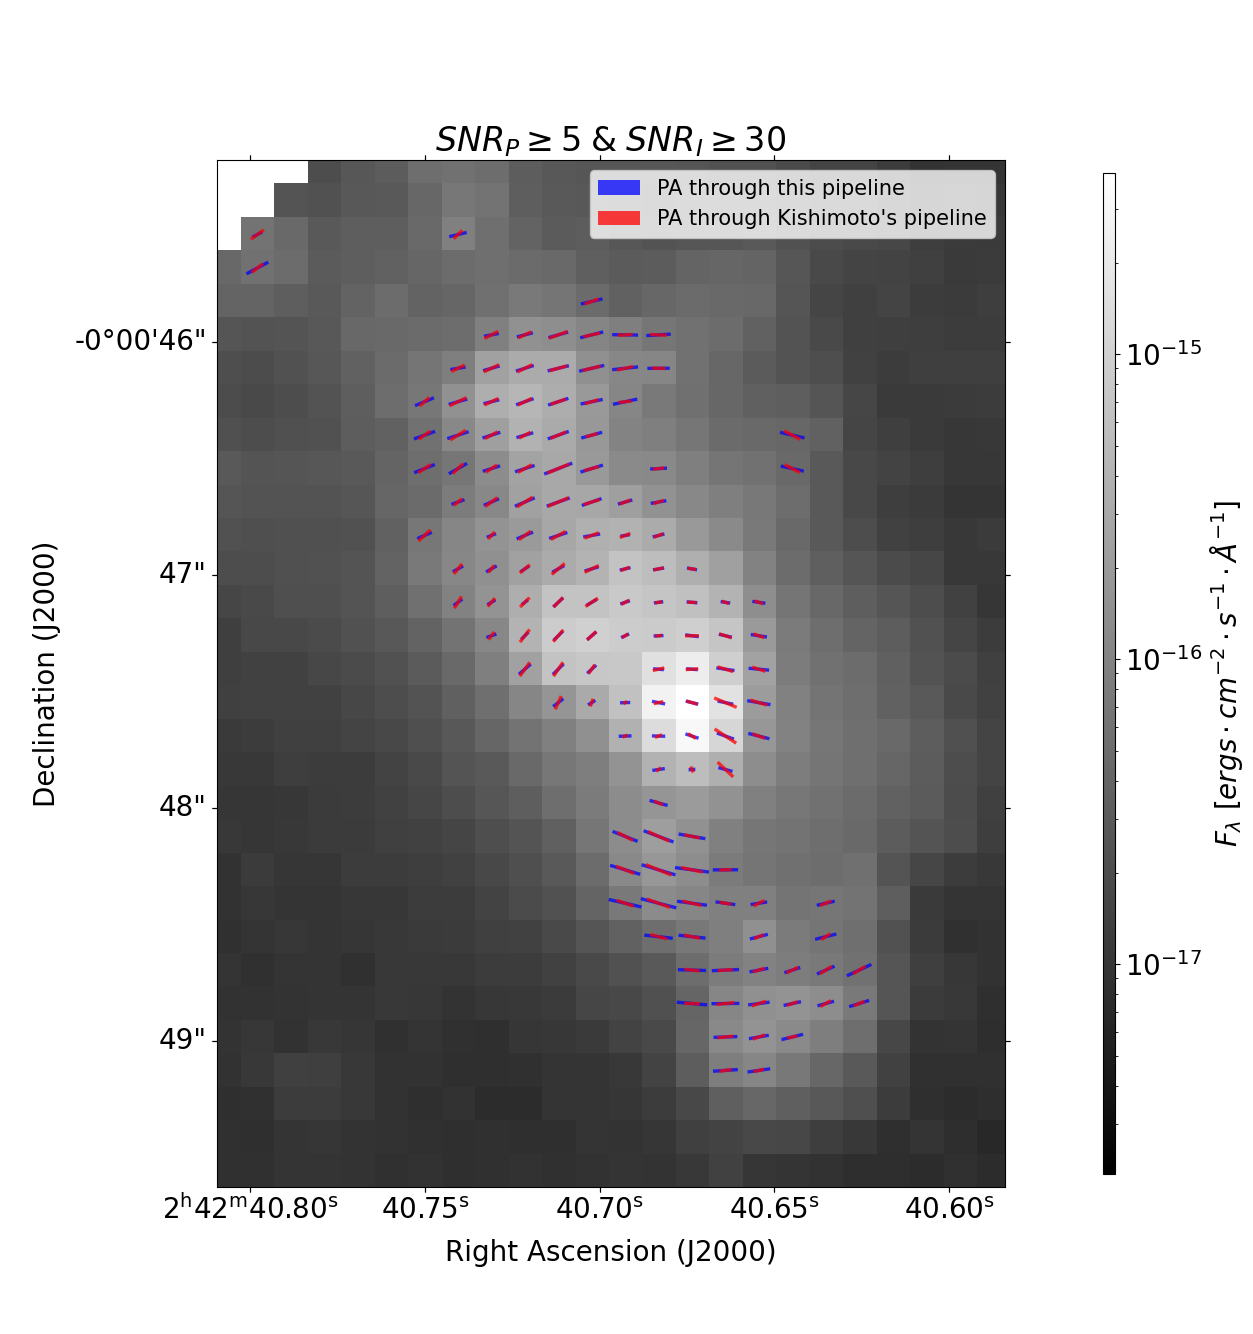 SNR_P ≥ 5 & SNR_I ≥ 30
PA through this pipeline
PA through Kishimoto's pipeline
-0°00'46"
47"
48"
49"
Declination (J2000)
2ʰ42ᵐ40.80ˢ
40.75ˢ
40.70ˢ
40.65ˢ
40.60ˢ
Right Ascension (J2000)
10⁻¹⁵
10⁻¹⁶
10⁻¹⁷
F_λ [ergs · cm⁻² · s⁻¹ · Å⁻¹]